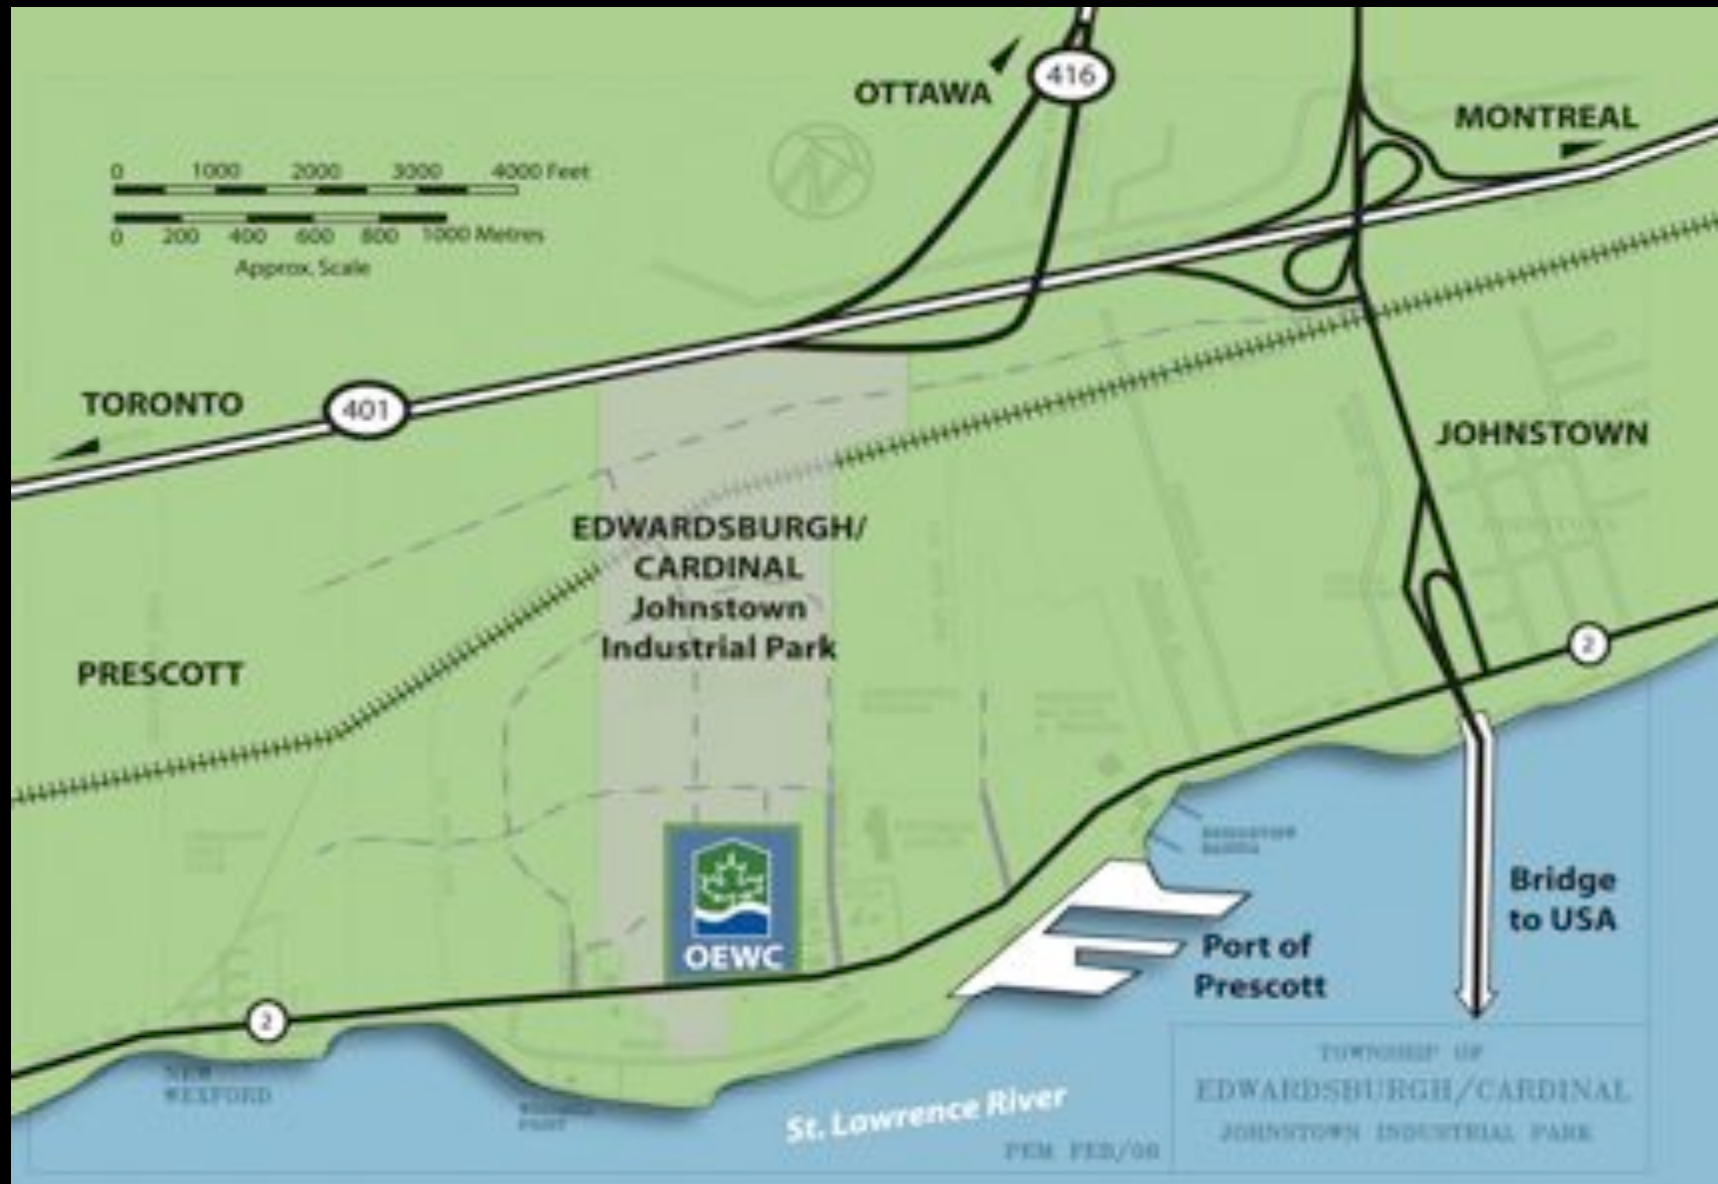 OTTAWA
416
MONTREAL
0 1000 2000 3000 4000 Feet
0 200 400 600 800 1000 Metres
Approx. Scale
TORONTO
401
JOHNSTOWN
EDWARDSBURGH/
CARDINAL
Johnstown
Industrial Park
PRESCOTT
2
OEWC
Bridge
to USA
Port of
Prescott
2
NEW
WEXFORD
St. Lawrence River
TOWNSHIP OF
EDWARDSBURGH/CARDINAL
JOHNSTOWN INDUSTRIAL PARK